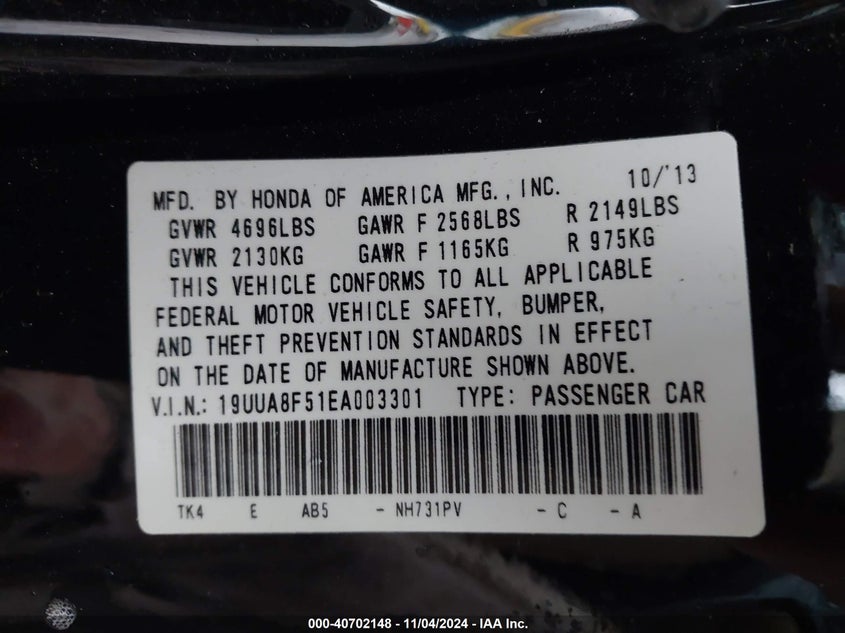 MFD. BY HONDA OF AMERICA MFG., INC. 10/'13
GVWR 4696LBS GAWR F 2568LBS R 2149LBS
GVWR 2130KG GAWR F 1165KG R 975KG
THIS VEHICLE CONFORMS TO ALL APPLICABLE
FEDERAL MOTOR VEHICLE SAFETY, BUMPER,
AND THEFT PREVENTION STANDARDS IN EFFECT
ON THE DATE OF MANUFACTURE SHOWN ABOVE.
V.I.N.: 19UUA8F51EA003301 TYPE: PASSENGER CAR
TK4 E AB5 - NH731PV - C - A
000-40702148 - 11/04/2024 - IAA Inc.